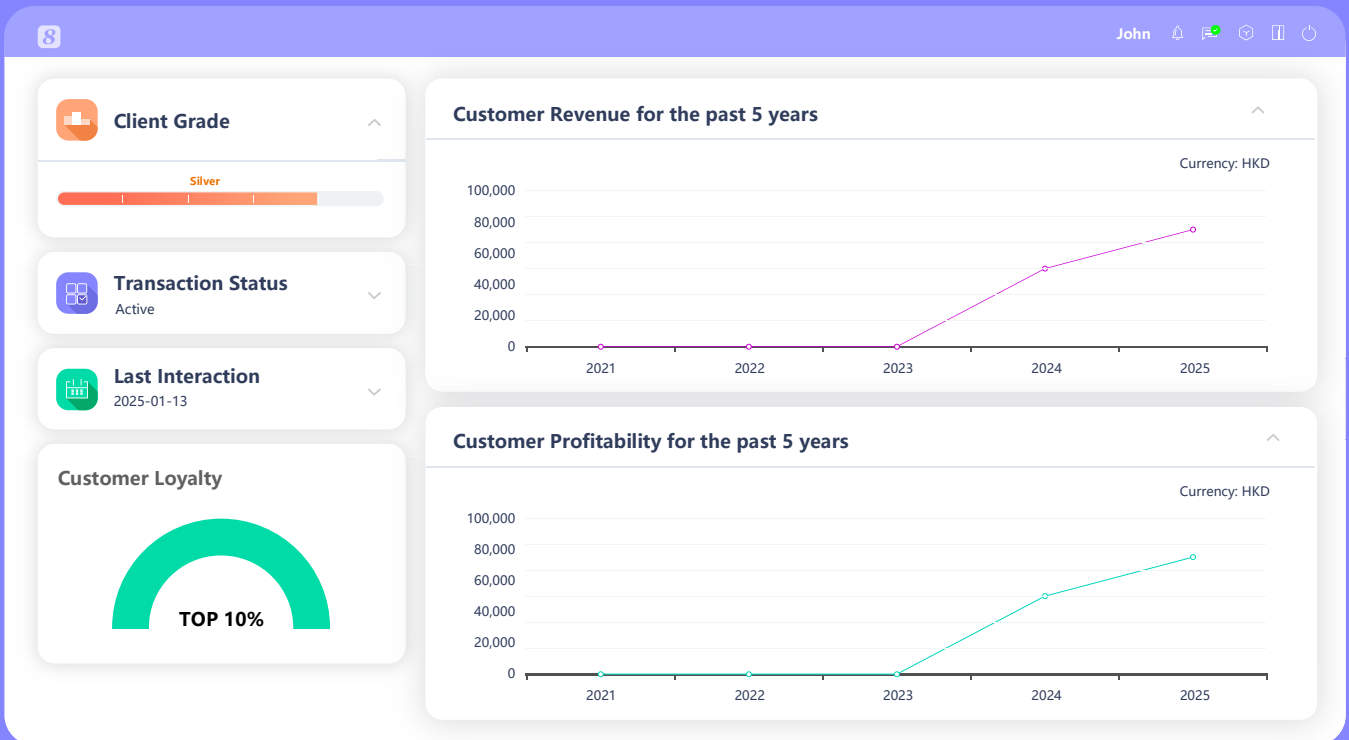 8
John
Client Grade
Silver
Transaction Status
Active
Last Interaction
2025-01-13
Customer Loyalty
TOP 10%
Customer Revenue for the past 5 years
Currency: HKD
100,000
80,000
60,000
40,000
20,000
0
2021 2022 2023 2024 2025
Customer Profitability for the past 5 years
Currency: HKD
100,000
80,000
60,000
40,000
20,000
0
2021 2022 2023 2024 2025